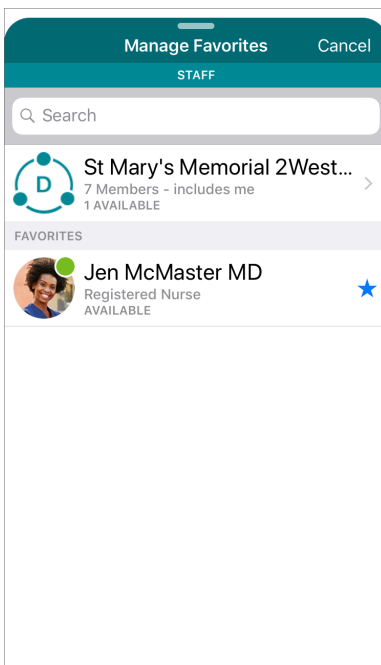 Manage Favorites Cancel
STAFF
Search
D
St Mary's Memorial 2West...
7 Members - includes me
1 AVAILABLE
FAVORITES
Jen McMaster MD
Registered Nurse
AVAILABLE